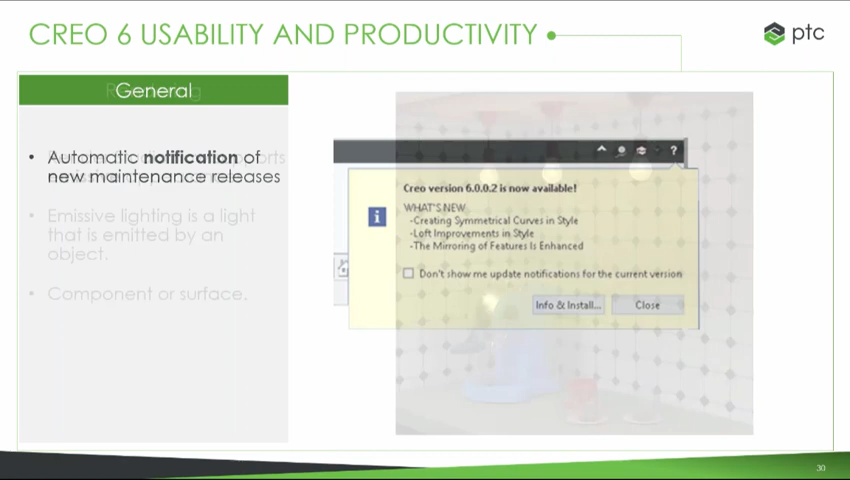 CREO 6 USABILITY AND PRODUCTIVITY
ptc
General
• Automatic notification of
new maintenance releases
• Emissive lighting is a light
that is emitted by an
object.
• Component or surface.
?
Creo version 6.0.0.2 is now available!
WHAT'S NEW
-Creating Symmetrical Curves in Style
-Loft Improvements in Style
-The Mirroring of Features Is Enhanced
Don't show me update notifications for the current version
Info & Install...
Close
30